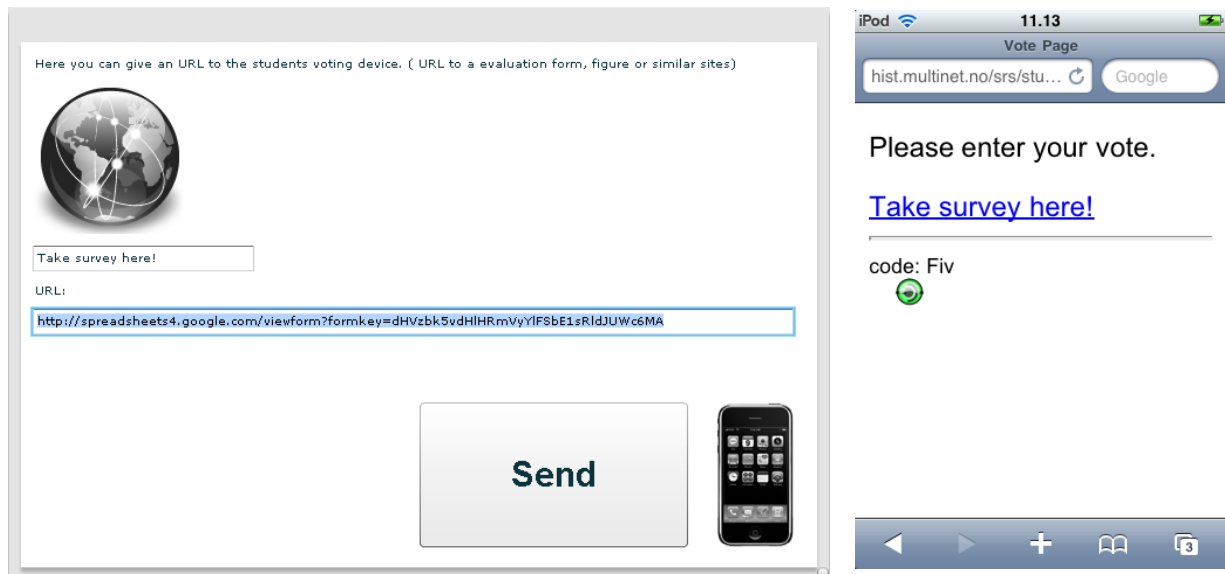 Here you can give an URL to the students voting device. ( URL to a evaluation form, figure or similar sites)
Take survey here!
URL:
http://spreadsheets4.google.com/viewform?formkey=dHVzbk5vdHlHRmVyYlFSbE1sRldJUWc6MA
Send
iPod 11.13
Vote Page
hist.multinet.no/srs/stu... Google
Please enter your vote.
Take survey here!
code: Fiv
3